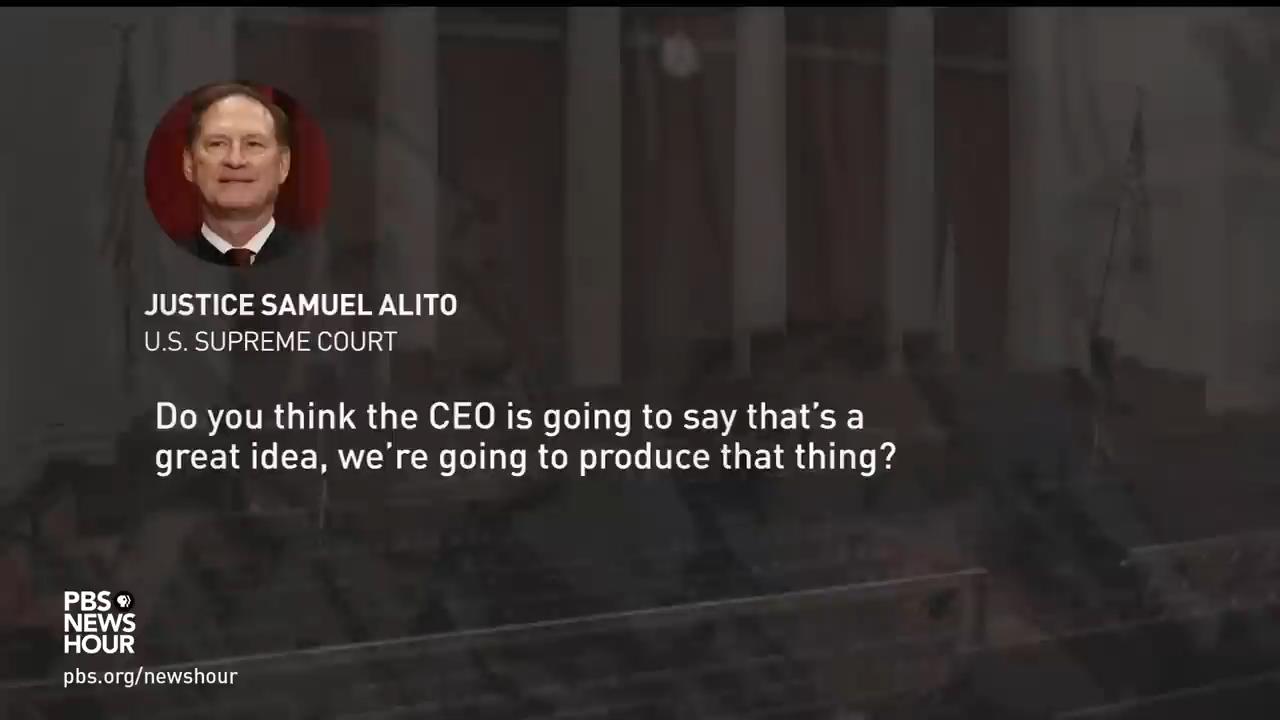 JUSTICE SAMUEL ALITO
U.S. SUPREME COURT
Do you think the CEO is going to say that’s a
great idea, we’re going to produce that thing?
PBS
NEWS
HOUR
pbs.org/newshour